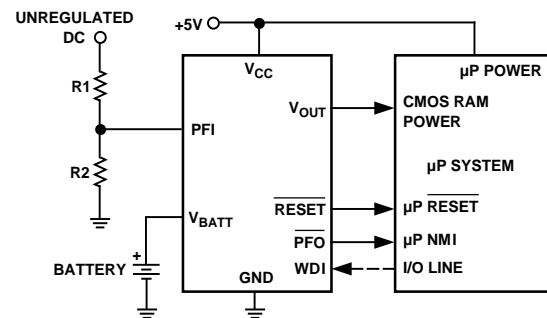 UNREGULATED
DC
+5V
R1
R2
PFI
VCC
VOUT
VBATT
RESET
PFO
WDI
GND
BATTERY
+
µP POWER
CMOS RAM
POWER
µP SYSTEM
µP RESET
µP NMI
I/O LINE